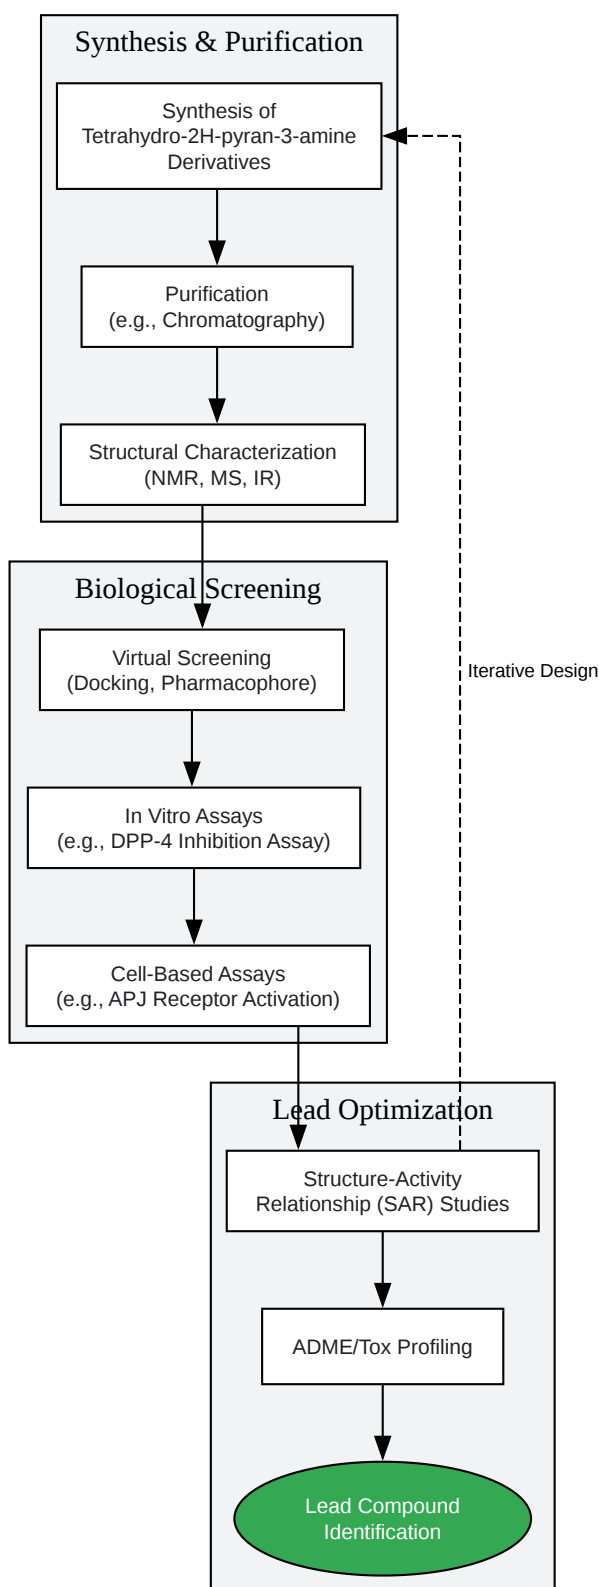 Synthesis & Purification
Synthesis of
Tetrahydro-2H-pyran-3-amine
Derivatives
Purification
(e.g., Chromatography)
Structural Characterization
(NMR, MS, IR)
Biological Screening
Virtual Screening
(Docking, Pharmacophore)
Iterative Design
In Vitro Assays
(e.g., DPP-4 Inhibition Assay)
Cell-Based Assays
(e.g., APJ Receptor Activation)
Lead Optimization
Structure-Activity
Relationship (SAR) Studies
ADME/Tox Profiling
Lead Compound
Identification